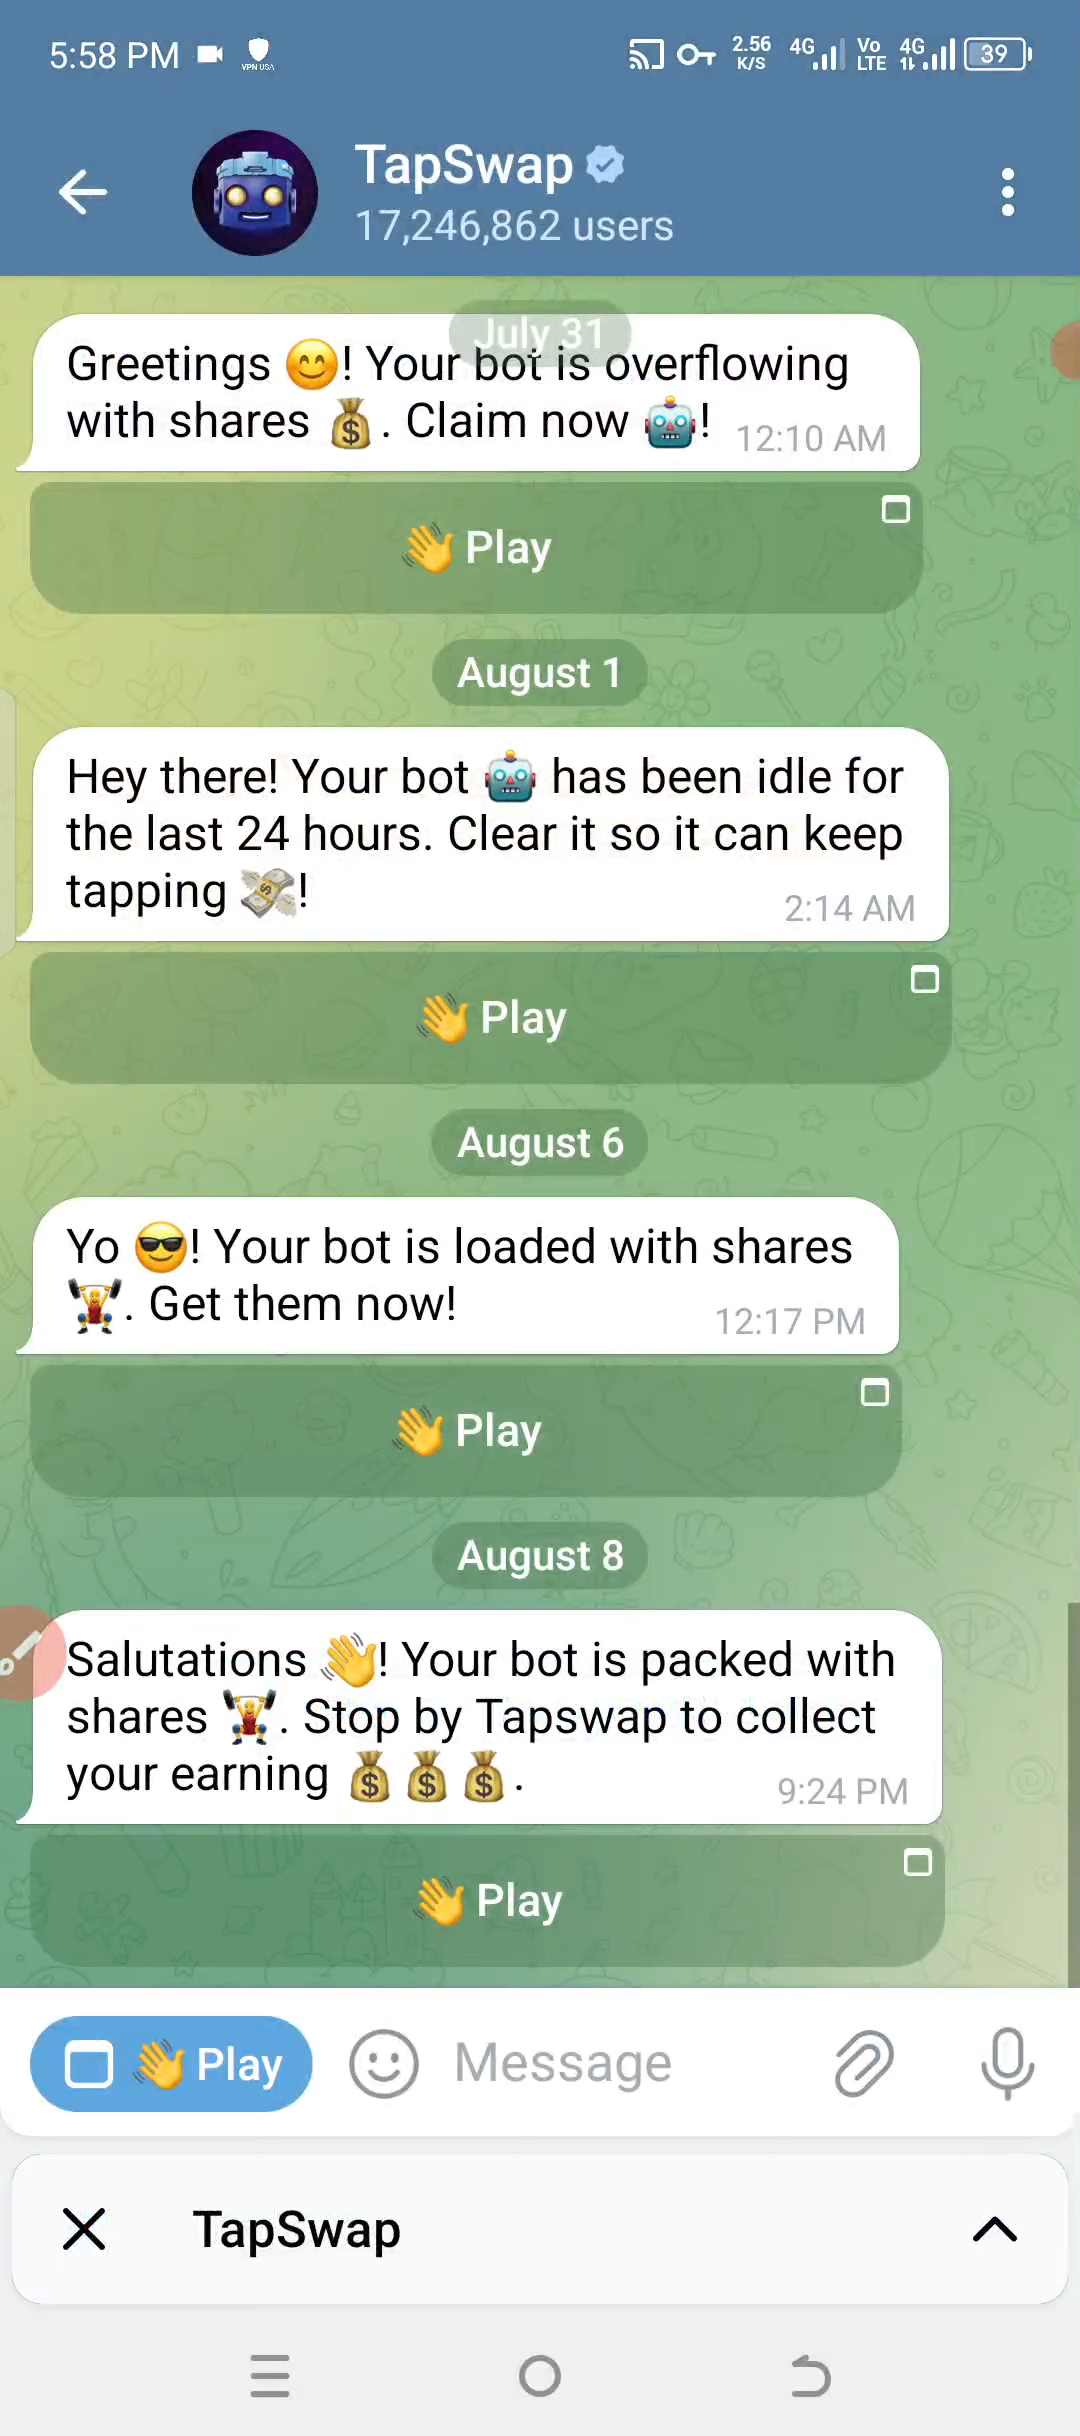 5:58 PM
VPN USA
2.56 K/S 4G Vo LTE 4G 39
TapSwap
17,246,862 users
July 31
Greetings 😊! Your bot is overflowing
with shares 💰. Claim now 🤖!
12:10 AM
👋 Play
August 1
Hey there! Your bot 🤖 has been idle for
the last 24 hours. Clear it so it can keep
tapping 💸!
2:14 AM
👋 Play
August 6
Yo 😎! Your bot is loaded with shares
🏋️. Get them now!
12:17 PM
👋 Play
August 8
Salutations 👋! Your bot is packed with
shares 🏋️. Stop by Tapswap to collect
your earning 💰💰💰.
9:24 PM
👋 Play
👋 Play
Message
TapSwap